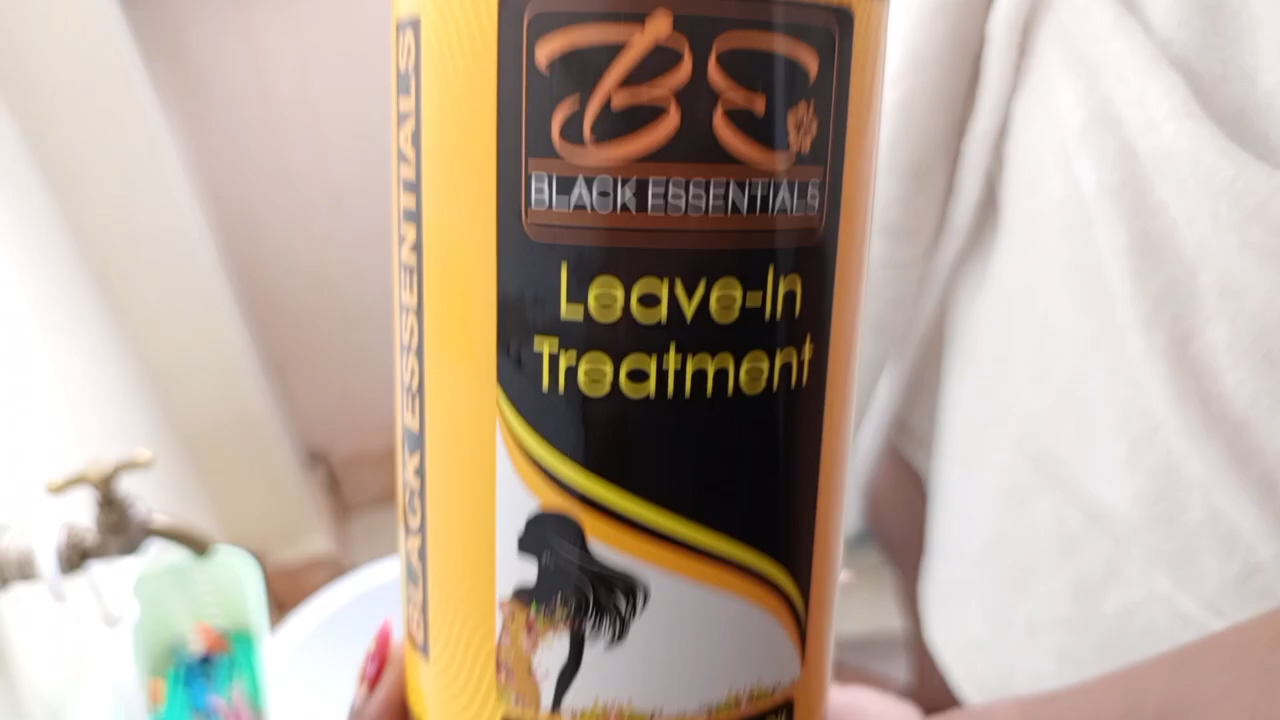 BE
BLACK ESSENTIALS
Leave-In
Treatment
BLACK ESSENTIALS